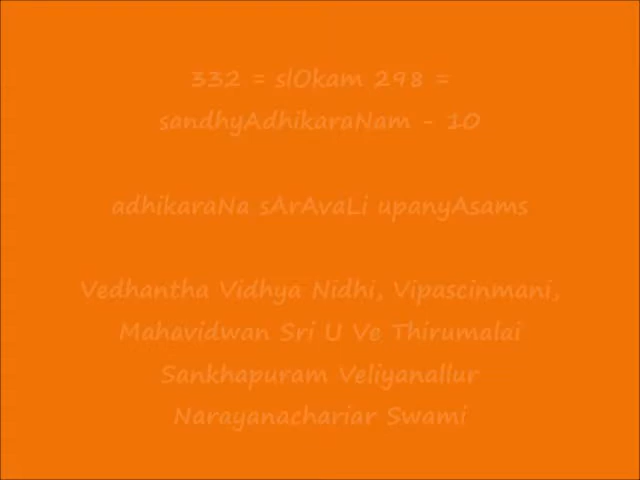 332 = slOkam 298 =
sandhyAdhikaraNam - 10
adhikaraNa sArAvaLi upanyAsams
Vedhantha Vidhya Nidhi, Vipascinmani,
Mahavidwan Sri U Ve Thirumalai
Sankhapuram Veliyanallur
Narayanachariar Swami